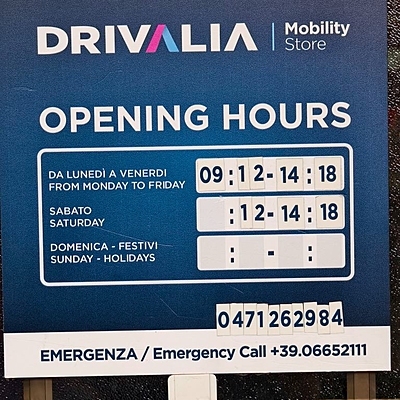 DRIVALIA | Mobility Store
OPENING HOURS
DA LUNEDÌ A VENERDI
FROM MONDAY TO FRIDAY
09:12-14:18
SABATO
SATURDAY
:12-14:18
DOMENICA - FESTIVI
SUNDAY - HOLIDAYS
: - :
0471262984
EMERGENZA / Emergency Call +39.06652111